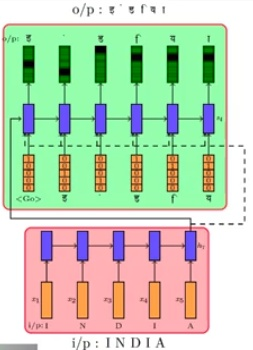 o/p : इ ं ड ि य ा
o/p: इ ं ड ि य ा
<Go> इ ं ड ि य
x₁ x₂ x₃ x₄ x₅
i/p: I N D I A
i/p : I N D I A